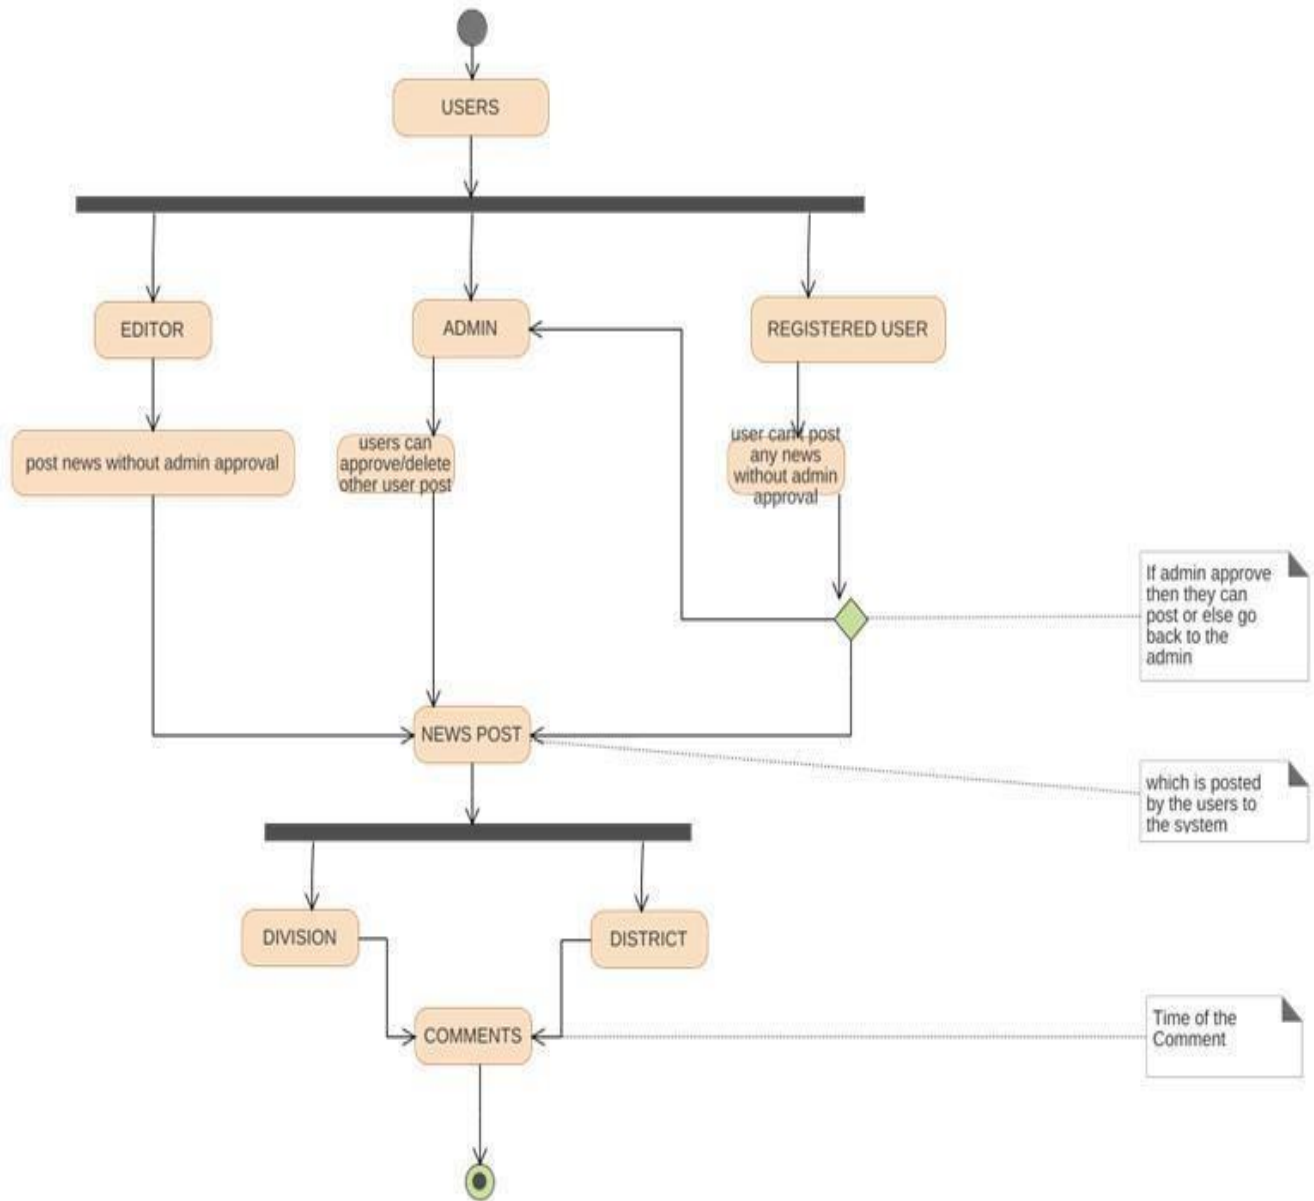 USERS
EDITOR
ADMIN
REGISTERED USER
post news without admin approval
users can
approve/delete
other user post
user can't post
any news
without admin
approval
If admin approve
then they can
post or else go
back to the
admin
NEWS POST
which is posted
by the users to
the system
DIVISION
DISTRICT
COMMENTS
Time of the
Comment